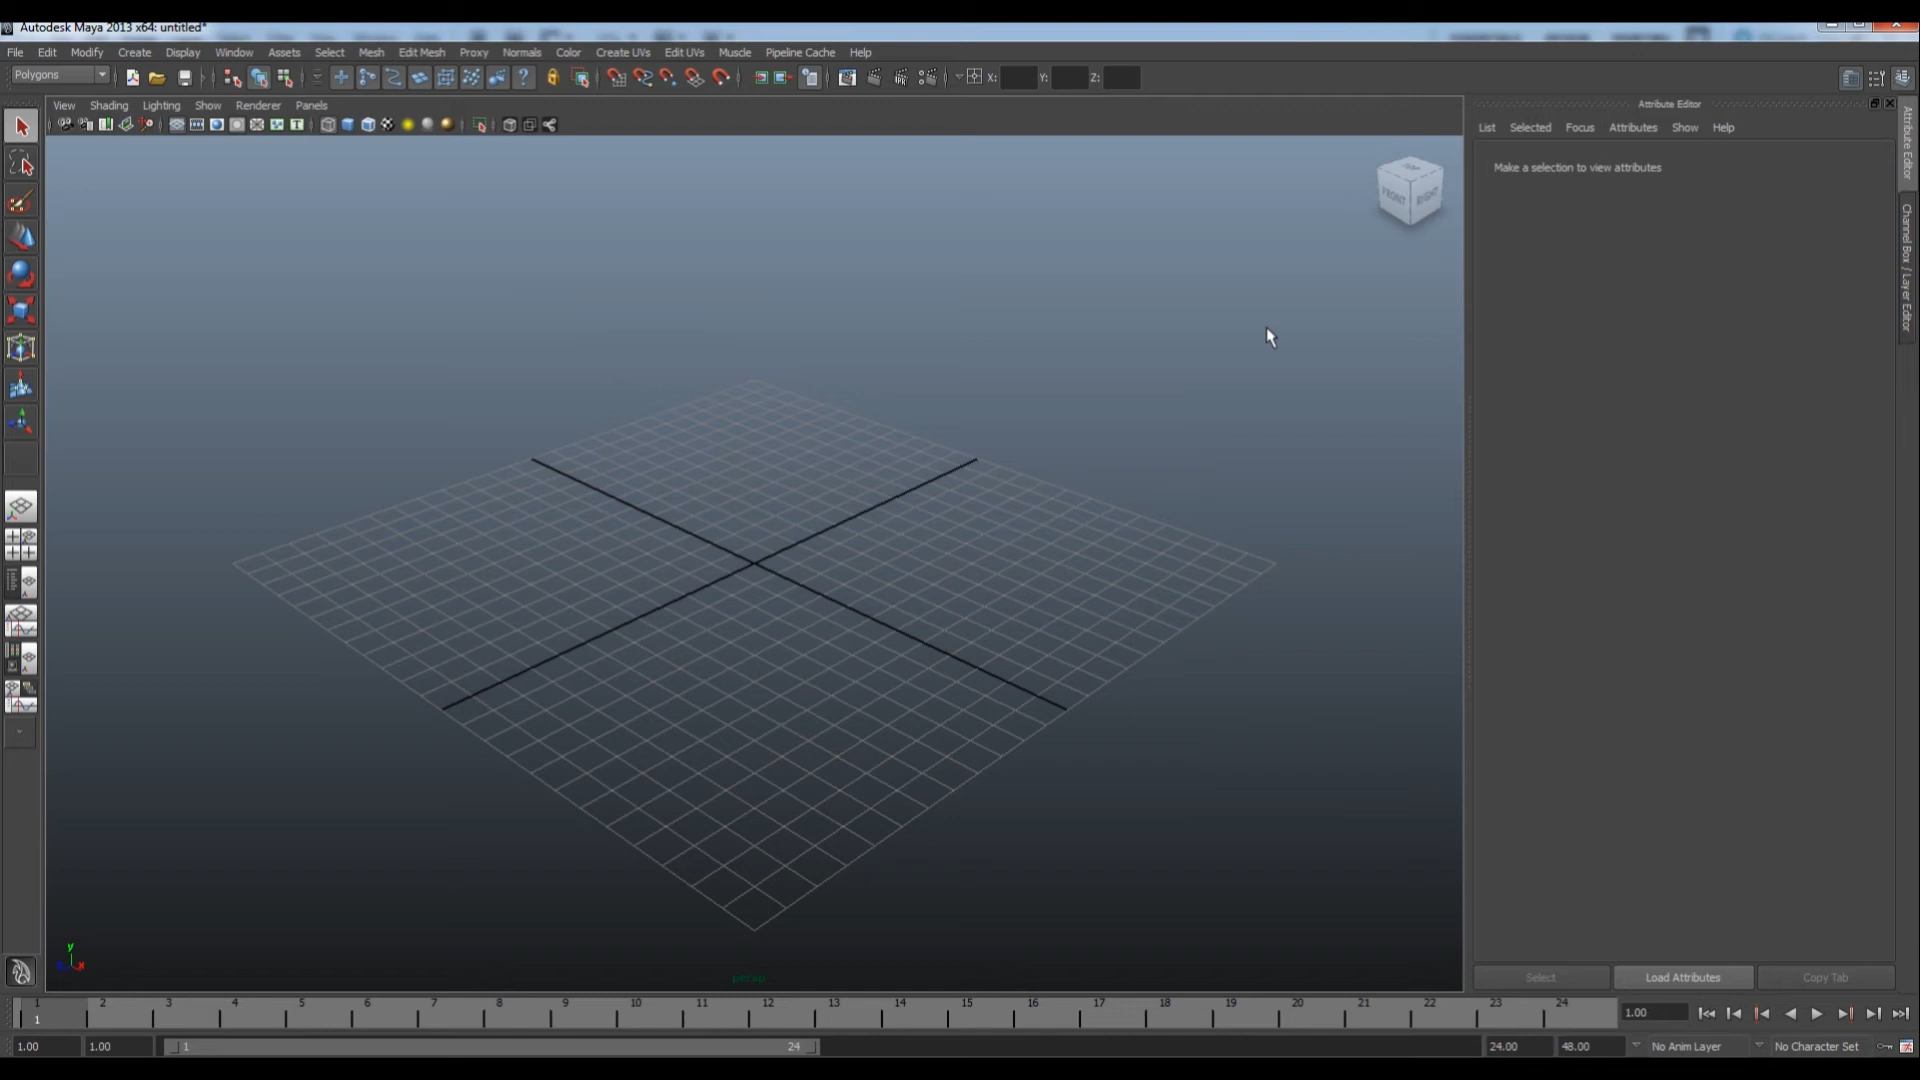 Autodesk Maya 2013 x64: untitled*
File Edit Modify Create Display Window Assets Select Mesh Edit Mesh Proxy Normals Color Create UVs Edit UVs Muscle Pipeline Cache Help
Polygons X: Y: Z:
View Shading Lighting Show Renderer Panels
Attribute Editor
List Selected Focus Attributes Show Help
Make a selection to view attributes
Attribute Editor
Channel Box / Layer Editor
TOP
FRONT RIGHT
y
x
persp
Select Load Attributes Copy Tab
1 2 3 4 5 6 7 8 9 10 11 12 13 14 15 16 17 18 19 20 21 22 23 24
1 1.00
1.00 1.00 1 24 24.00 48.00 No Anim Layer No Character Set